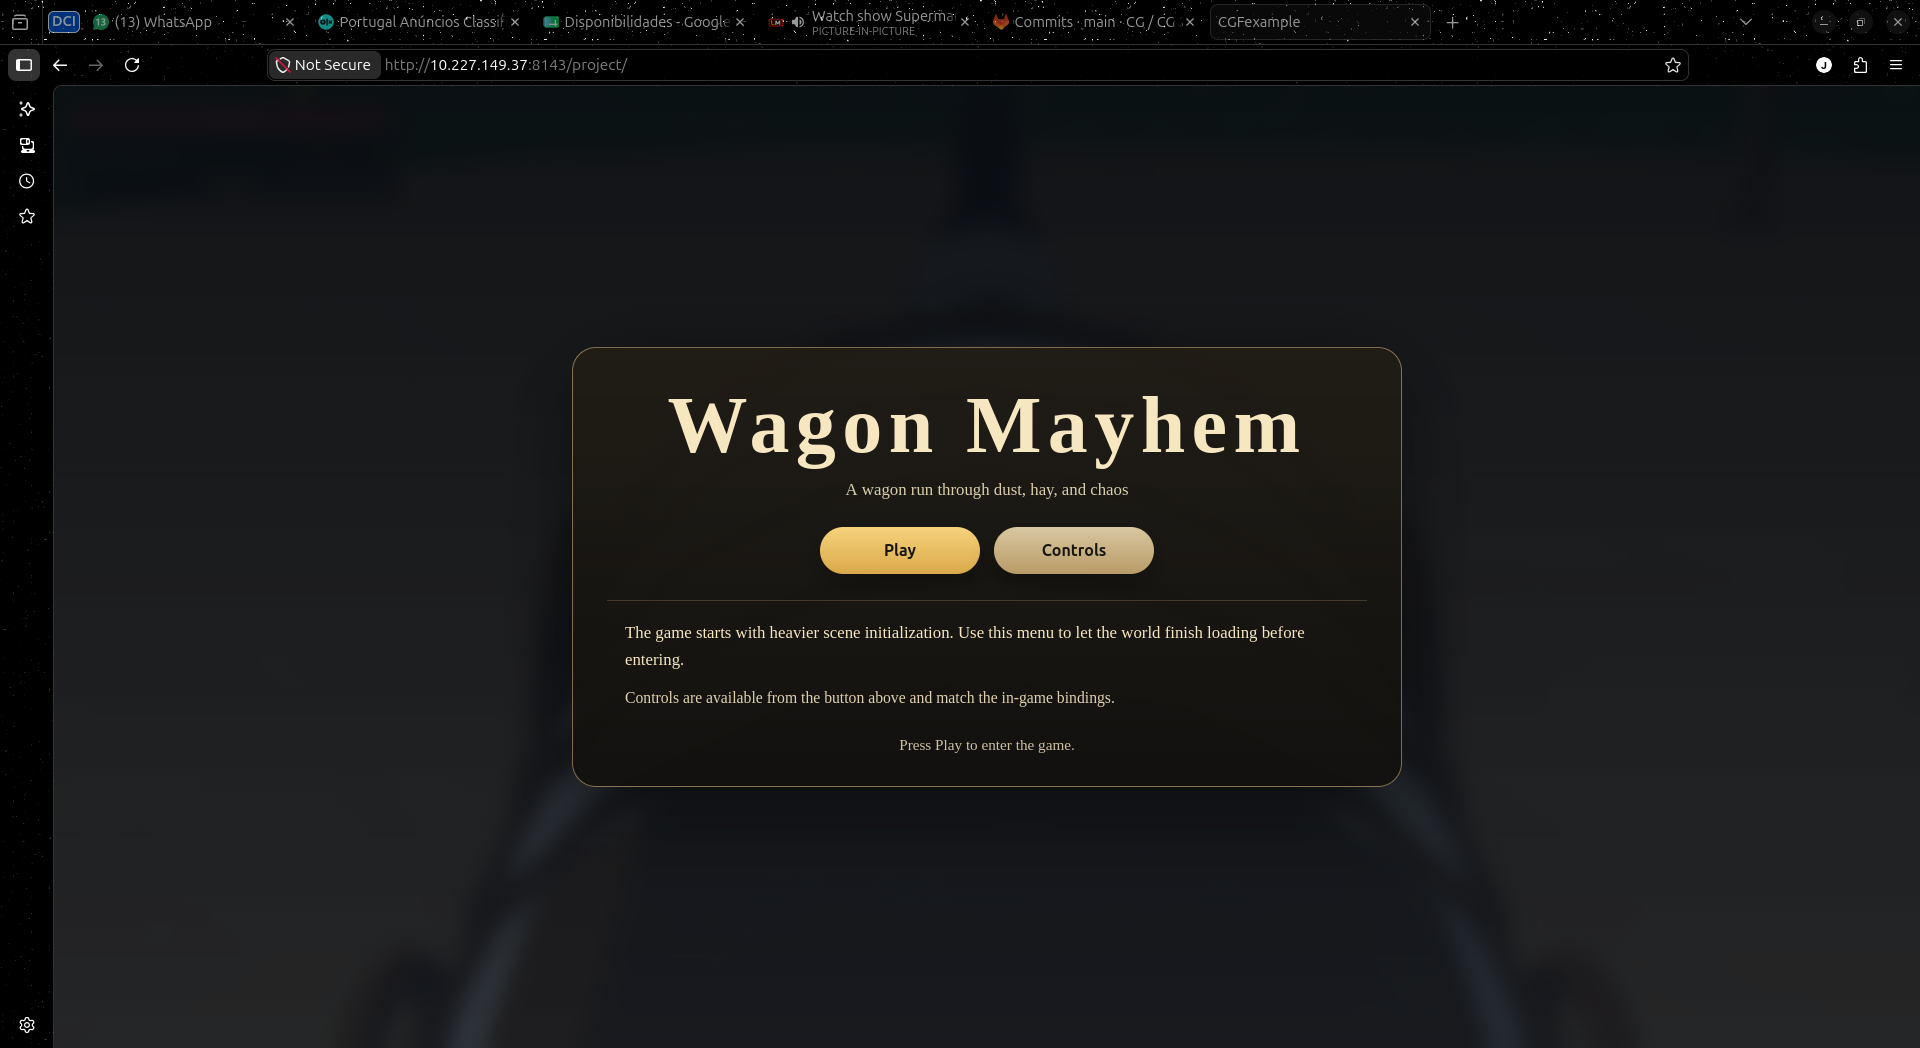 DCI
13
(13) WhatsApp
Portugal Anúncios Classif
Disponibilidades - Google
Watch show Superma
PICTURE-IN-PICTURE
Commits · main · CG / CG
CGFexample
Not Secure
http://10.227.149.37:8143/project/
J
Wagon Mayhem
A wagon run through dust, hay, and chaos
Play
Controls
The game starts with heavier scene initialization. Use this menu to let the world finish loading before
entering.
Controls are available from the button above and match the in-game bindings.
Press Play to enter the game.